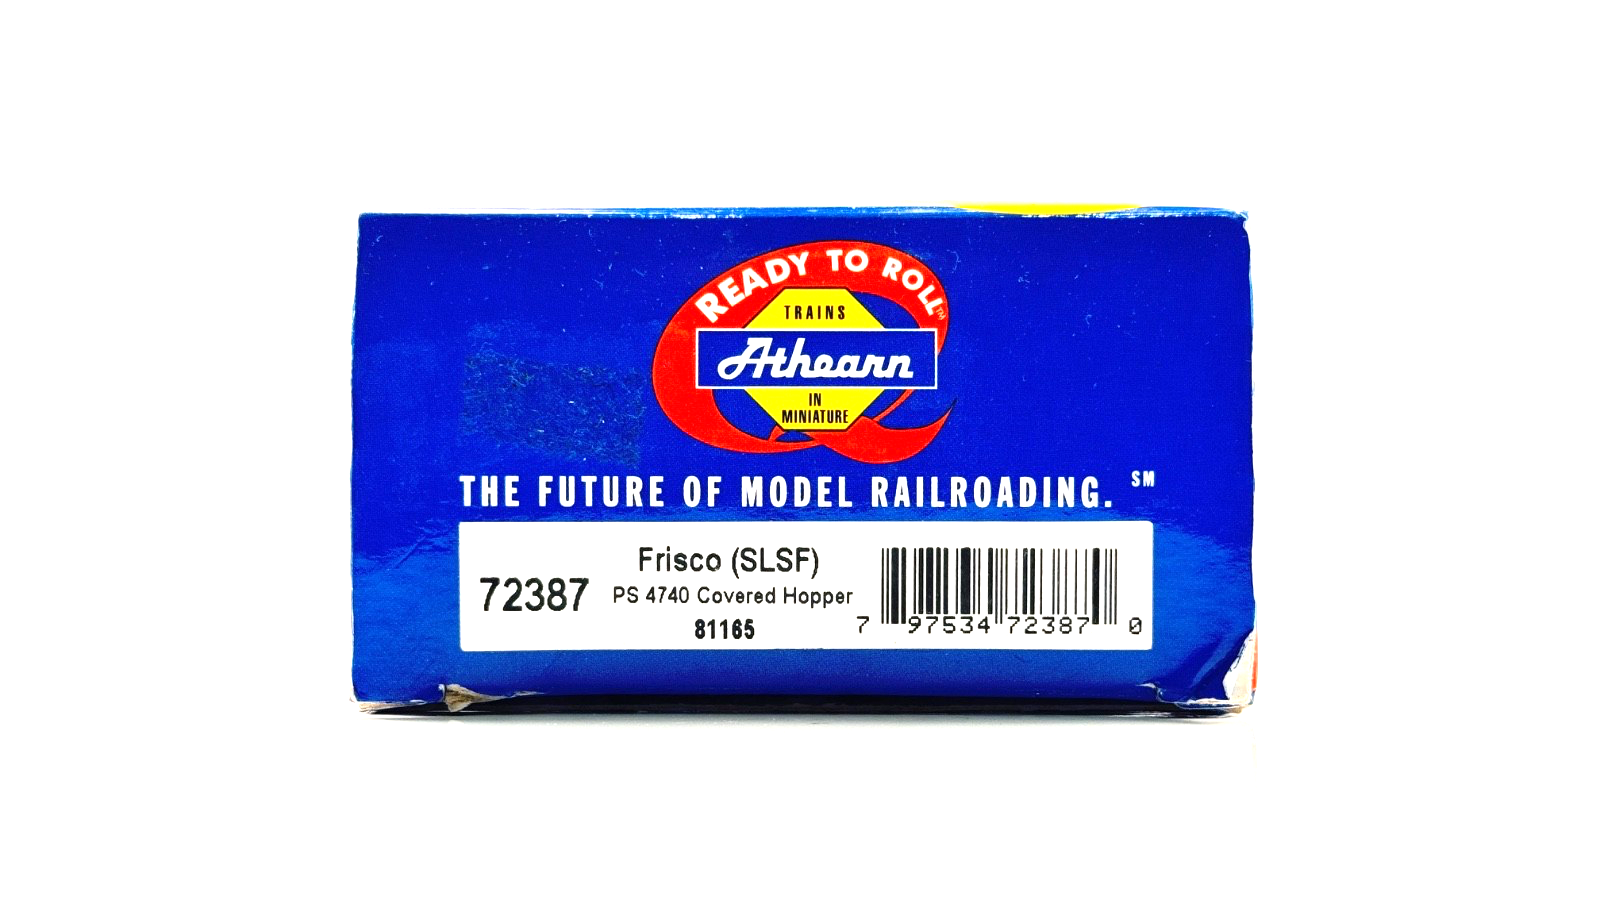 READY TO ROLL™
TRAINS
Athearn
IN
MINIATURE
THE FUTURE OF MODEL RAILROADING. SM
72387
Frisco (SLSF)
PS 4740 Covered Hopper
81165
7 97534 72387 0